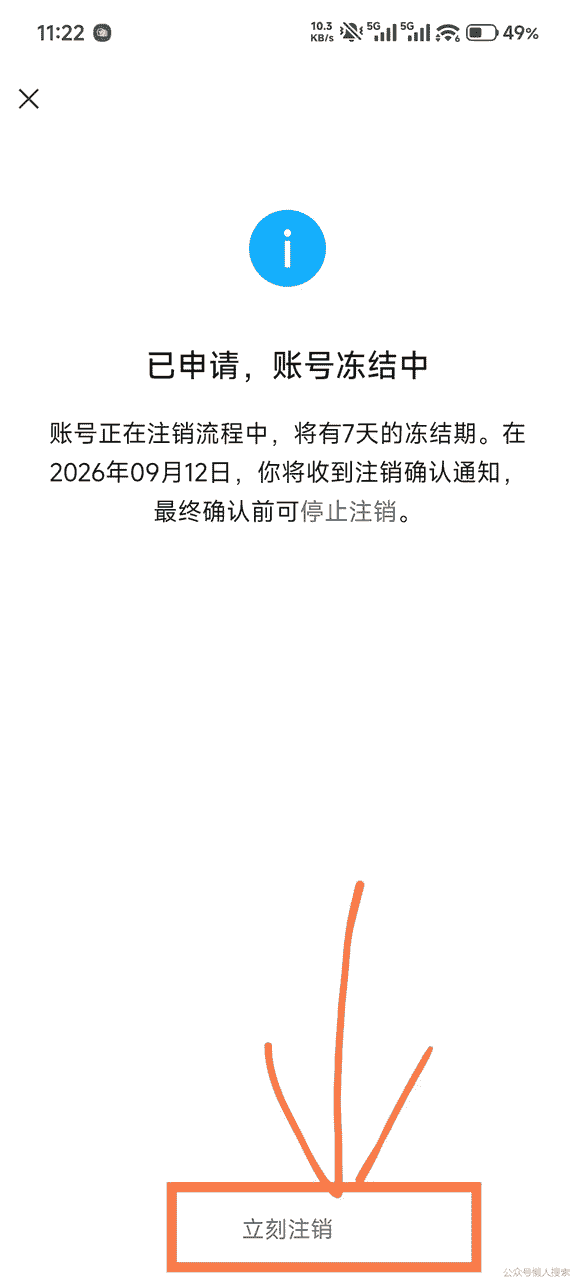 11:22
10.3 KB/s 5G 5G 6 49%
已申请，账号冻结中
账号正在注销流程中，将有7天的冻结期。在
2026年09月12日，你将收到注销确认通知，
最终确认前可停止注销。
立刻注销
公众号懒人搜索